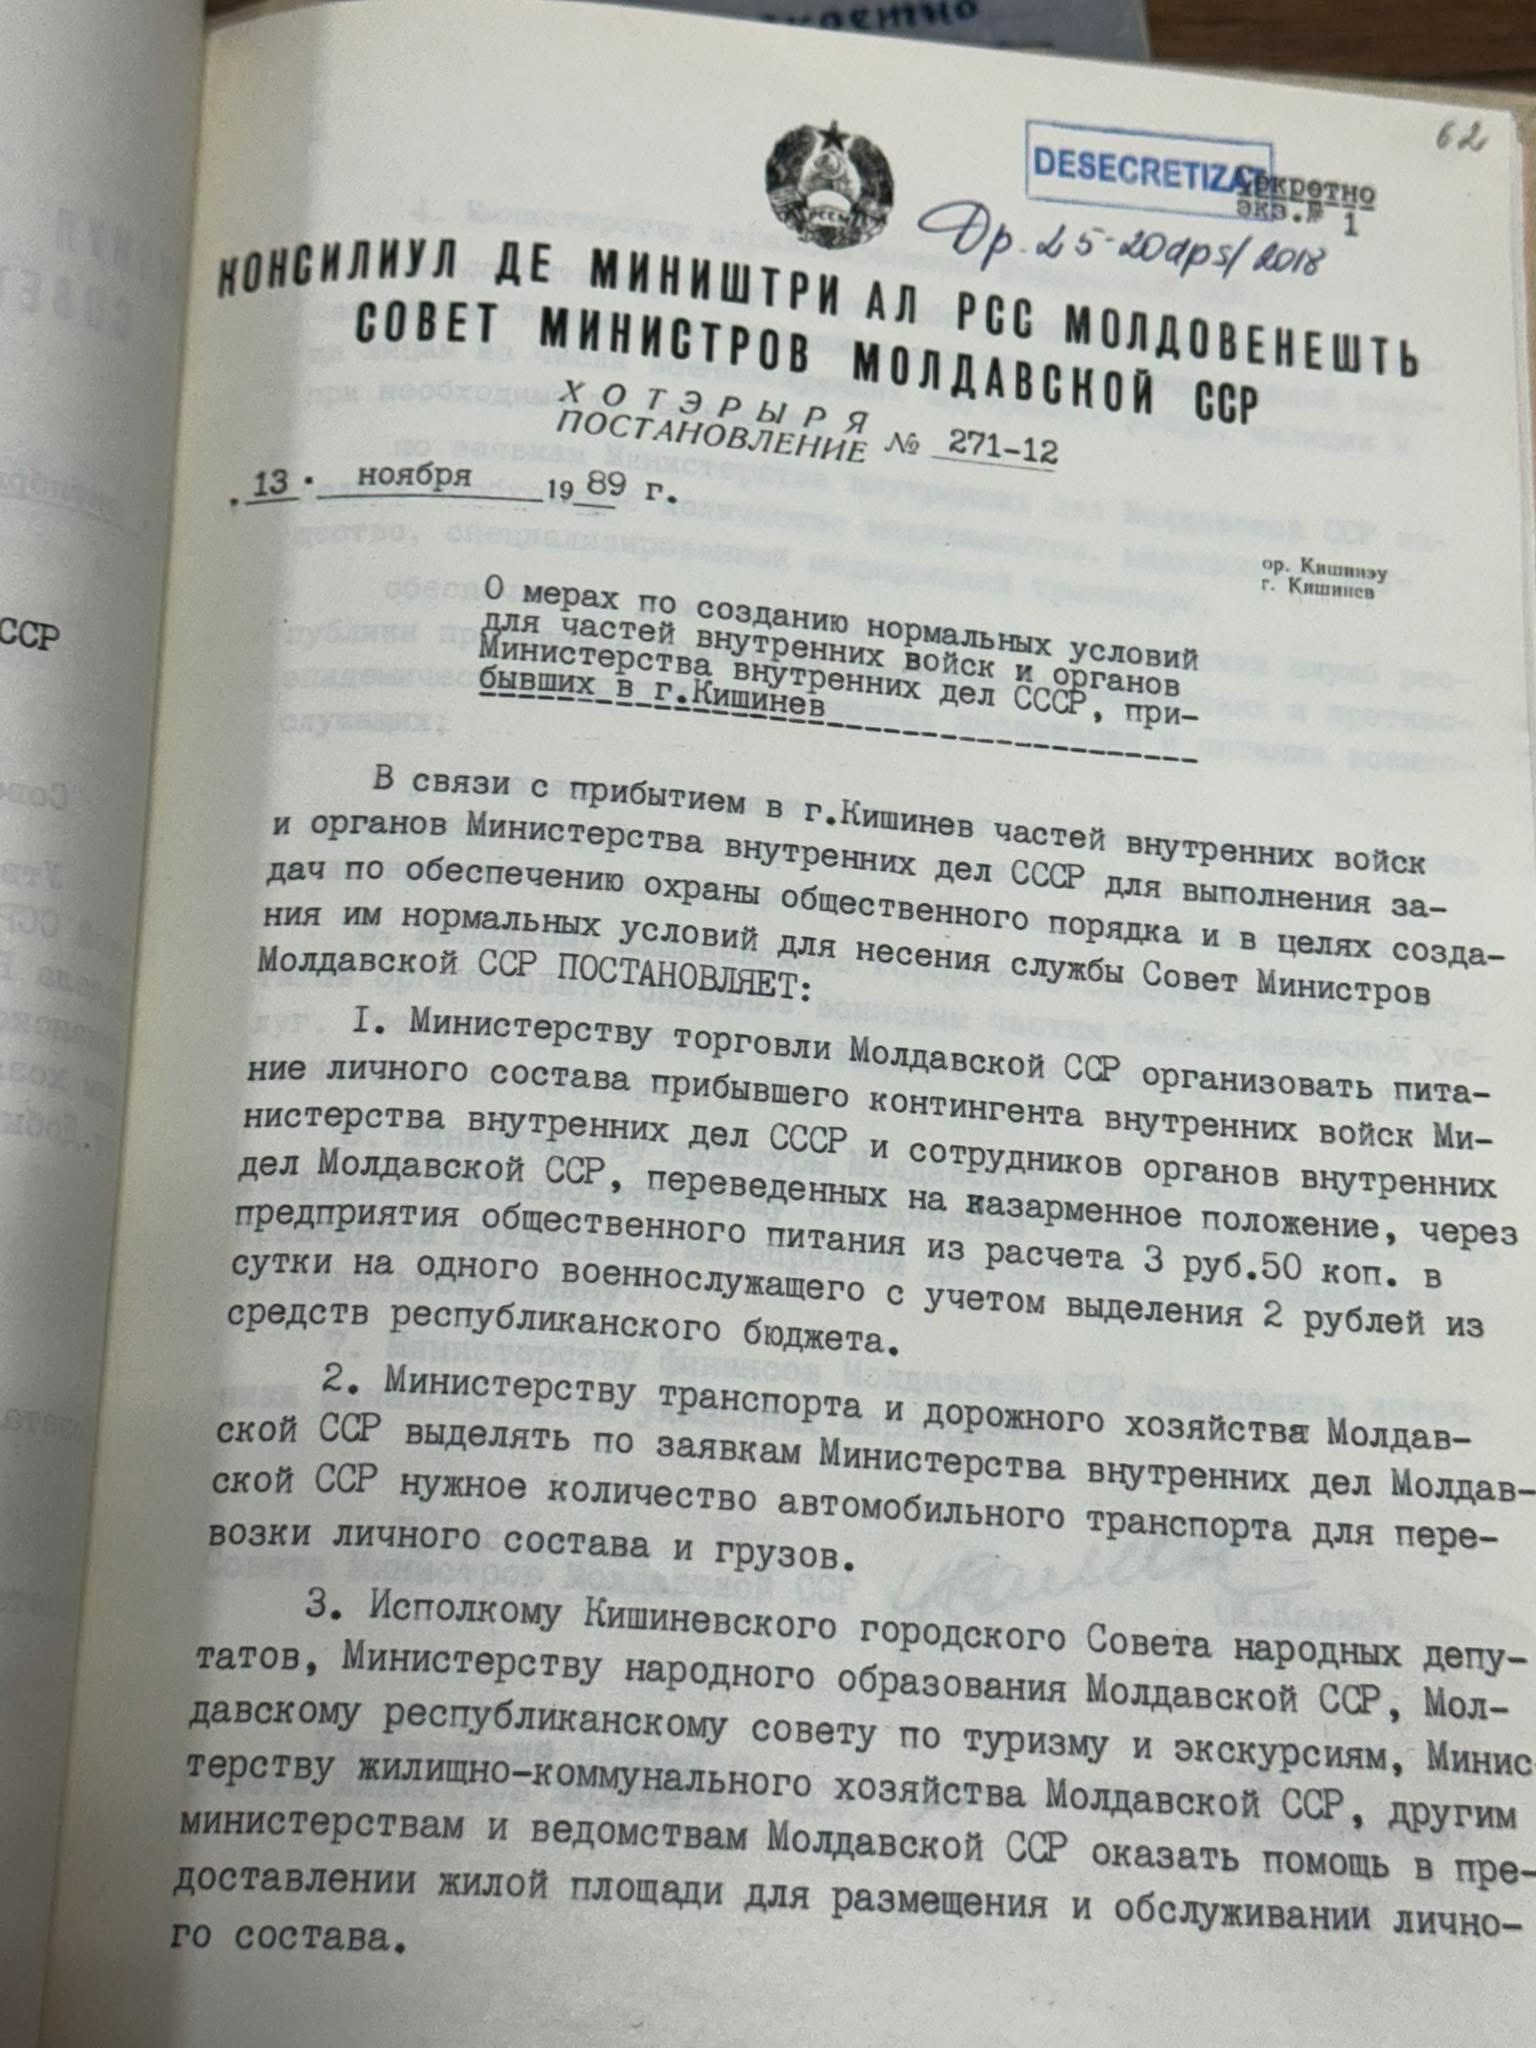 62
DESECRETIZAT
Секретно
экз.№ 1
РССМ
Др. 25-20dps/2018
КОНСИЛИУЛ ДЕ МИНИШТРИ АЛ РСС МОЛДОВЕНЕШТЬ
СОВЕТ МИНИСТРОВ МОЛДАВСКОЙ ССР
ХОТЭРЫРЯ
ПОСТАНОВЛЕНИЕ № 271-12
13 ноября 1989 г.
ор. Кишинэу
г. Кишинев
О мерах по созданию нормальных условий
для частей внутренних войск и органов
Министерства внутренних дел СССР, при-
бывших в г.Кишинев
В связи с прибытием в г.Кишинев частей внутренних войск
и органов Министерства внутренних дел СССР для выполнения за-
дач по обеспечению охраны общественного порядка и в целях созда-
ния им нормальных условий для несения службы Совет Министров
Молдавской ССР ПОСТАНОВЛЯЕТ:
I. Министерству торговли Молдавской ССР организовать пита-
ние личного состава прибывшего контингента внутренних войск Ми-
нистерства внутренних дел СССР и сотрудников органов внутренних
дел Молдавской ССР, переведенных на казарменное положение, через
предприятия общественного питания из расчета 3 руб.50 коп. в
сутки на одного военнослужащего с учетом выделения 2 рублей из
средств республиканского бюджета.
2. Министерству транспорта и дорожного хозяйства Молдав-
ской ССР выделять по заявкам Министерства внутренних дел Молдав-
ской ССР нужное количество автомобильного транспорта для пере-
возки личного состава и грузов.
3. Исполкому Кишиневского городского Совета народных депу-
татов, Министерству народного образования Молдавской ССР, Мол-
давскому республиканскому совету по туризму и экскурсиям, Минис
терству жилищно-коммунального хозяйства Молдавской ССР, другим
министерствам и ведомствам Молдавской ССР оказать помощь в пре-
доставлении жилой площади для размещения и обслуживании лично-
го состава.
ССР